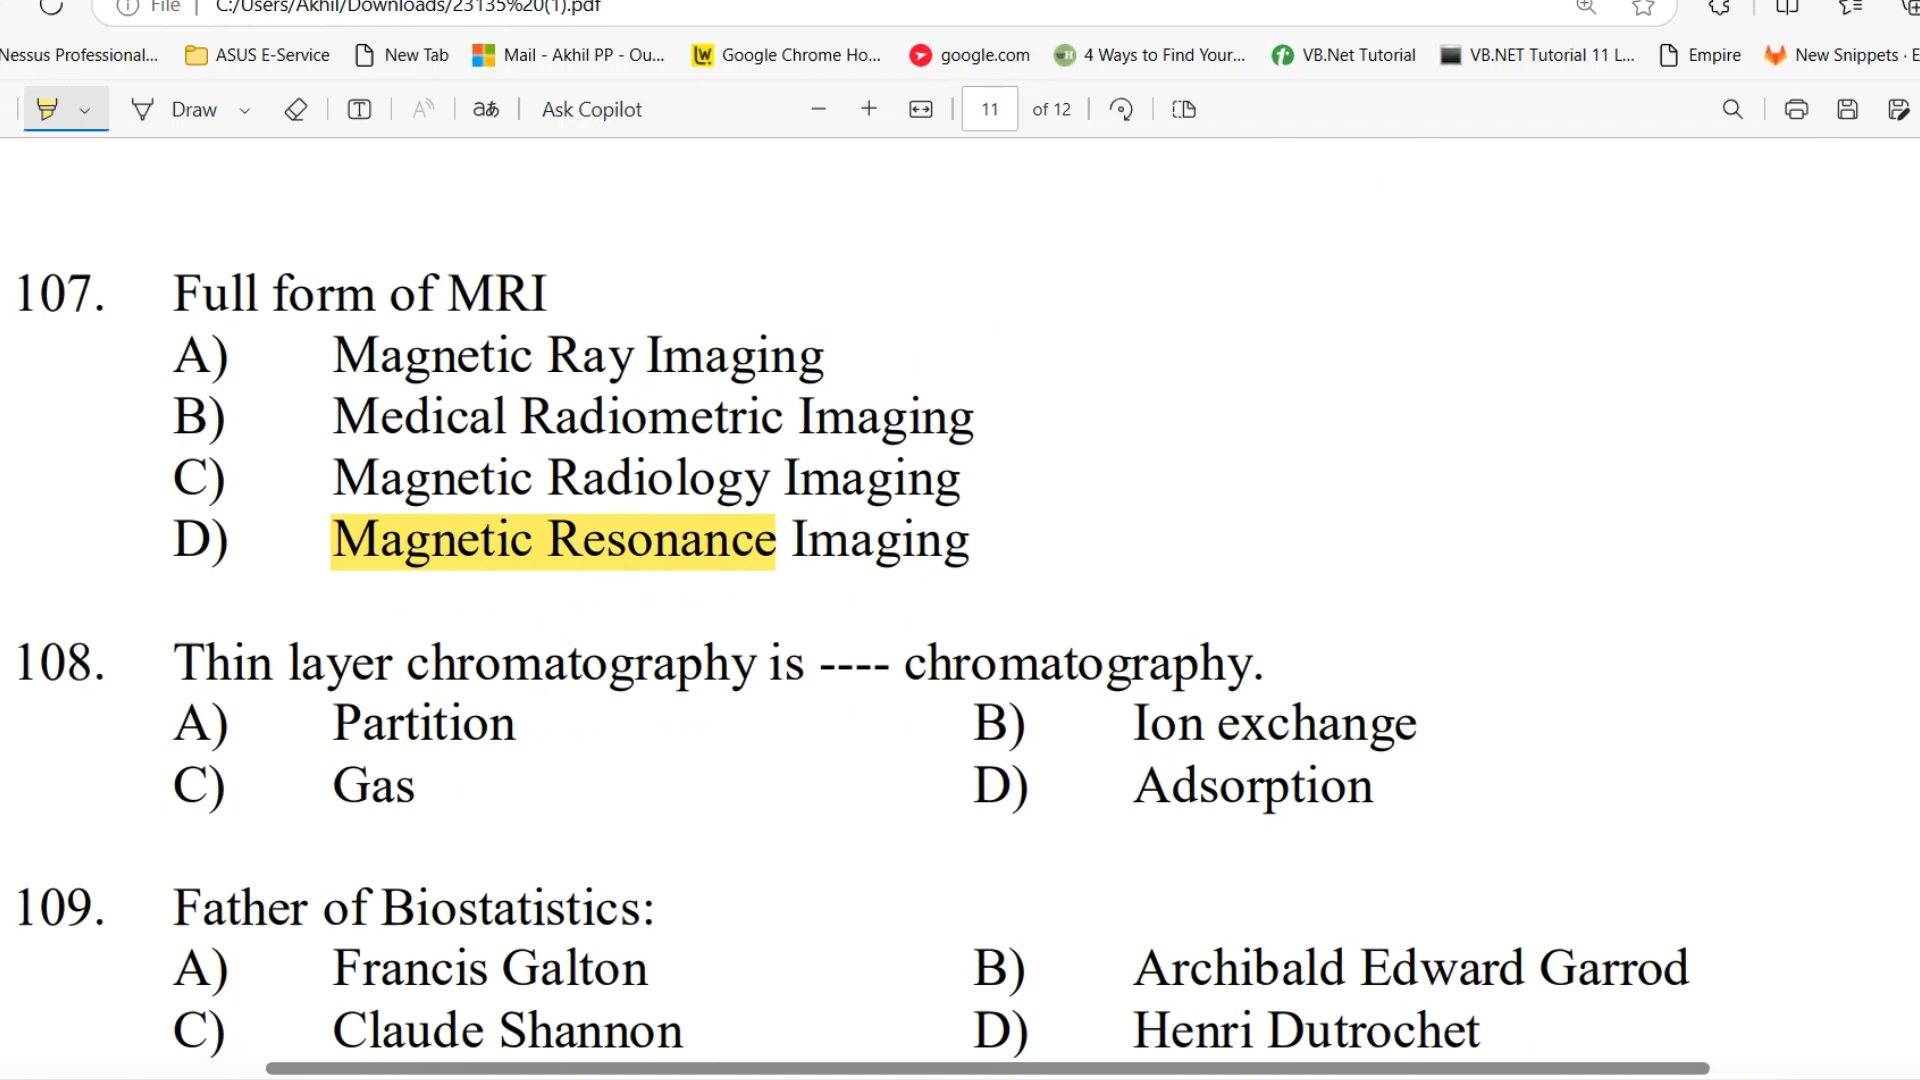 File | C:/Users/Akhil/Downloads/23135%20(1).pdf
Nessus Professional... ASUS E-Service New Tab Mail - Akhil PP - Ou... Google Chrome Ho... google.com 4 Ways to Find Your... VB.Net Tutorial VB.NET Tutorial 11 L... Empire New Snippets · E
Draw Ask Copilot 11 of 12
107. Full form of MRI
A) Magnetic Ray Imaging
B) Medical Radiometric Imaging
C) Magnetic Radiology Imaging
D) Magnetic Resonance Imaging
108. Thin layer chromatography is ---- chromatography.
A) Partition B) Ion exchange
C) Gas D) Adsorption
109. Father of Biostatistics:
A) Francis Galton B) Archibald Edward Garrod
C) Claude Shannon D) Henri Dutrochet